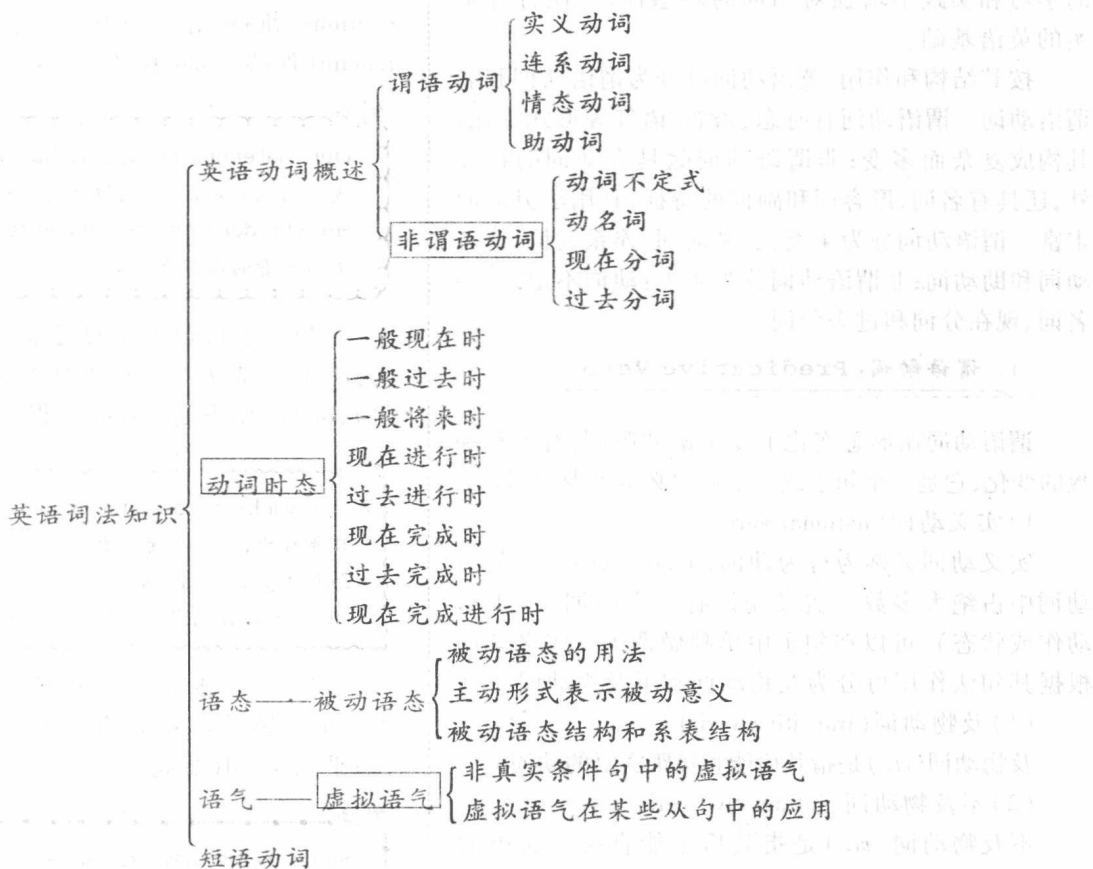 实义动词
连系动词
谓语动词
情态动词
助动词
英语动词概述
动词不定式
动名词
非谓语动词
现在分词
过去分词
一般现在时
一般过去时
一般将来时
现在进行时
动词时态
过去进行时
英语词法知识
现在完成时
过去完成时
现在完成进行时
被动语态的用法
语态——被动语态
主动形式表示被动意义
被动语态结构和系表结构
非真实条件句中的虚拟语气
语气——虚拟语气
虚拟语气在某些从句中的应用
短语动词